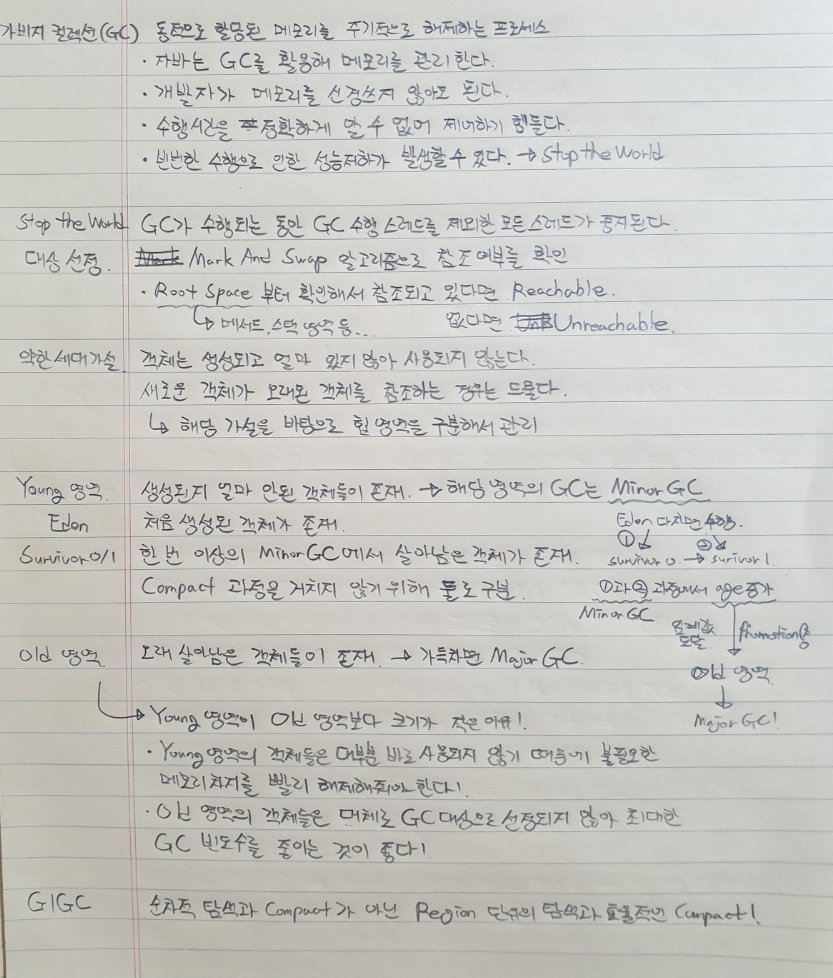 가비지 컬렉션(GC) 동적으로 할당된 메모리를 주기적으로 해제하는 프로세스
· 자바는 GC를 활용해 메모리를 관리한다.
· 개발자가 메모리를 신경쓰지 않아도 된다.
· 수행시간을 정확하게 알 수 없어 제어하기 힘들다.
· 빈번한 수행으로 인한 성능저하가 발생할 수 있다. → Stop the World
Stop the World GC가 수행되는 동안 GC 수행 스레드를 제외한 모든 스레드가 중지된다.
대상 선정. Mark And Swap 알고리즘으로 참조 여부를 확인
· Root Space 부터 확인해서 참조되고 있다면 Reachable.
↳ 메서드, 스택 영역 등... 없다면 Unreachable.
약한 세대 가설 객체는 생성되고 얼마 있지 않아 사용되지 않는다.
새로운 객체가 오래된 객체를 참조하는 경우는 드물다.
↳ 해당 가설을 바탕으로 힙 영역을 구분해서 관리
Young 영역. 생성된지 얼마 안된 객체들이 존재. → 해당 영역의 GC는 Minor GC
Eden 처음 생성된 객체가 존재. Eden 다차면 수행.
① ②
Survivor 0/1 한 번 이상의 Minor GC에서 살아남은 객체가 존재. survivor 0 → surivor 1.
Compact 과정을 거치지 않기 위해 둘로 구분. ①과 ② 과정에서 age 증가
Minor GC
임계값 도달 Promotion
Old 영역. 오래 살아남은 객체들이 존재. → 가득차면 Major GC.
Old 영역
↳ Young 영역이 Old 영역보다 크기가 작은 이유!. Major GC!
· Young 영역의 객체들은 대부분 바로 사용되지 않기 때문에 불필요한
메모리 차지를 빨리 해제해줘야 한다!
· Old 영역의 객체들은 대체로 GC 대상으로 선정되지 않아 최대한
GC 빈도수를 줄이는 것이 좋다!
G1GC 순차적 탐색과 Compact가 아닌 Region 단위의 탐색과 효율적인 Compact!